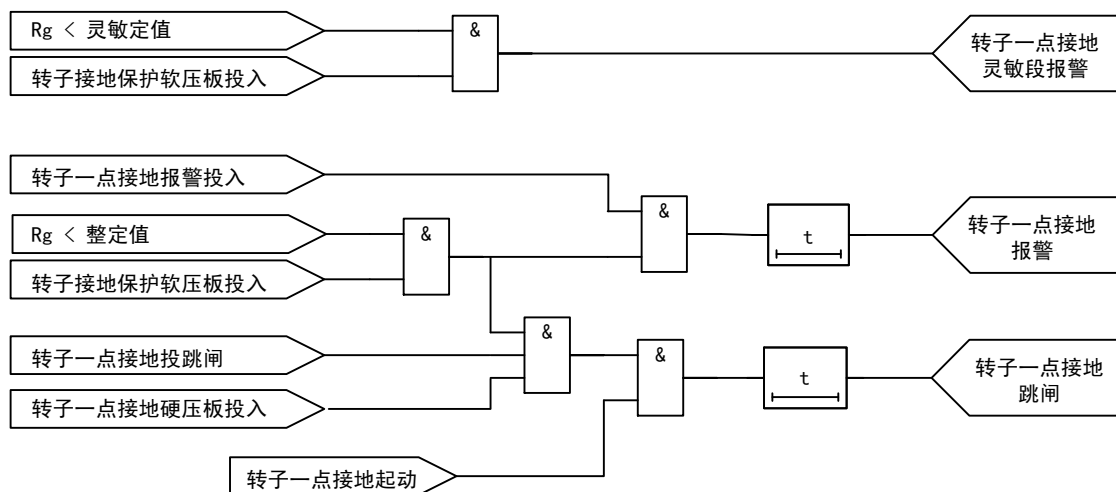 Rg < 灵敏定值
&
转子一点接地
灵敏段报警
转子接地保护软压板投入
转子一点接地报警投入
&
Rg < 整定值
&
t
转子一点接地
报警
转子接地保护软压板投入
&
转子一点接地投跳闸
&
t
转子一点接地
跳闸
转子一点接地硬压板投入
转子一点接地起动